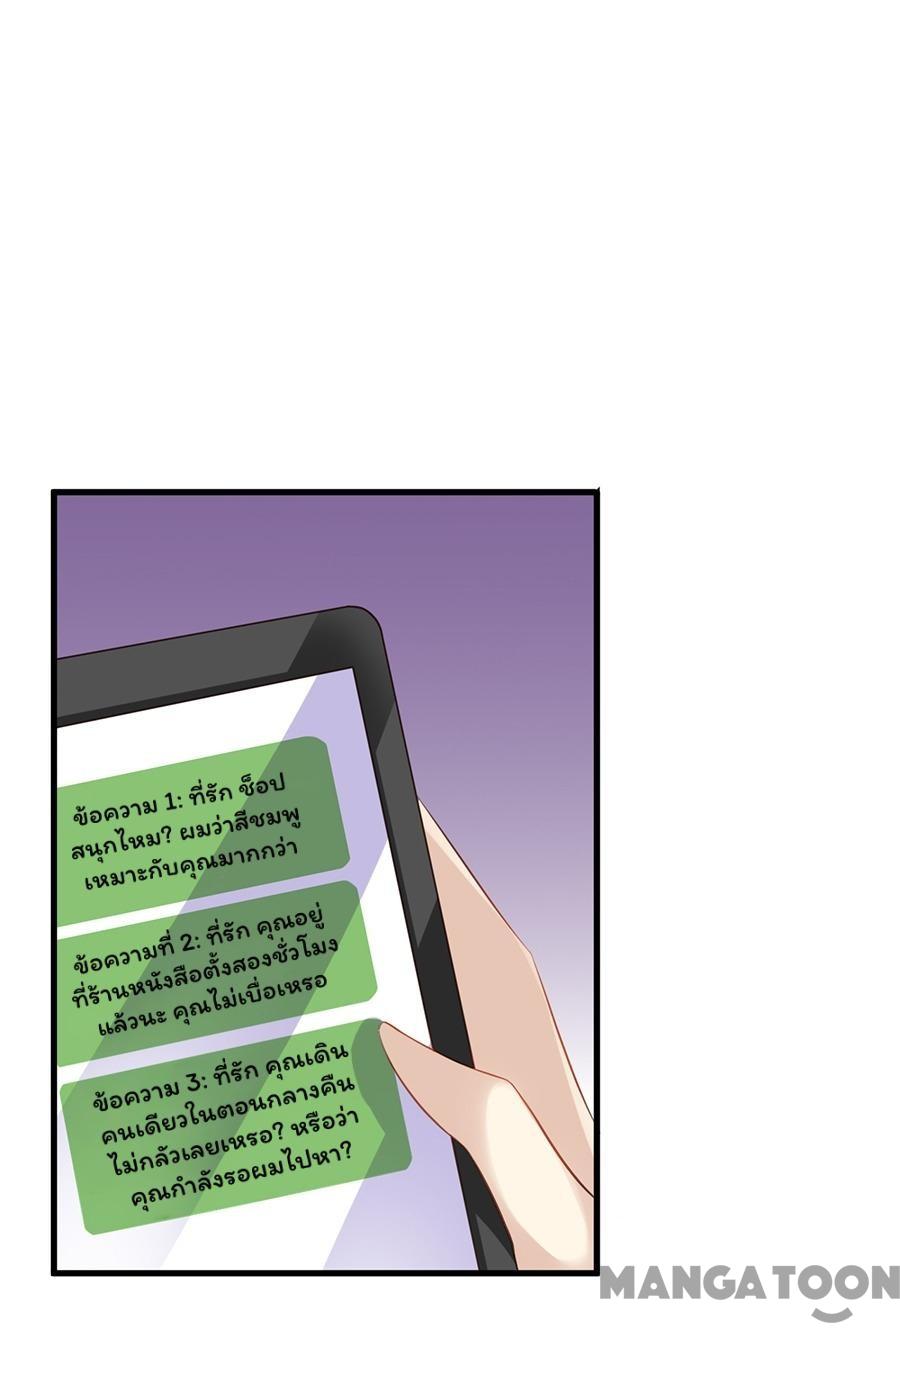 ข้อความ 1: ที่รัก ช็อป
สนุกไหม? ผมว่าสีชมพู
เหมาะกับคุณมากกว่า
ข้อความที่ 2: ที่รัก คุณอยู่
ที่ร้านหนังสือตั้งสองชั่วโมง
แล้วนะ คุณไม่เบื่อเหรอ
ข้อความ 3: ที่รัก คุณเดิน
คนเดียวในตอนกลางคืน
ไม่กลัวเลยเหรอ? หรือว่า
คุณกำลังรอผมไปหา?
MANGATOON